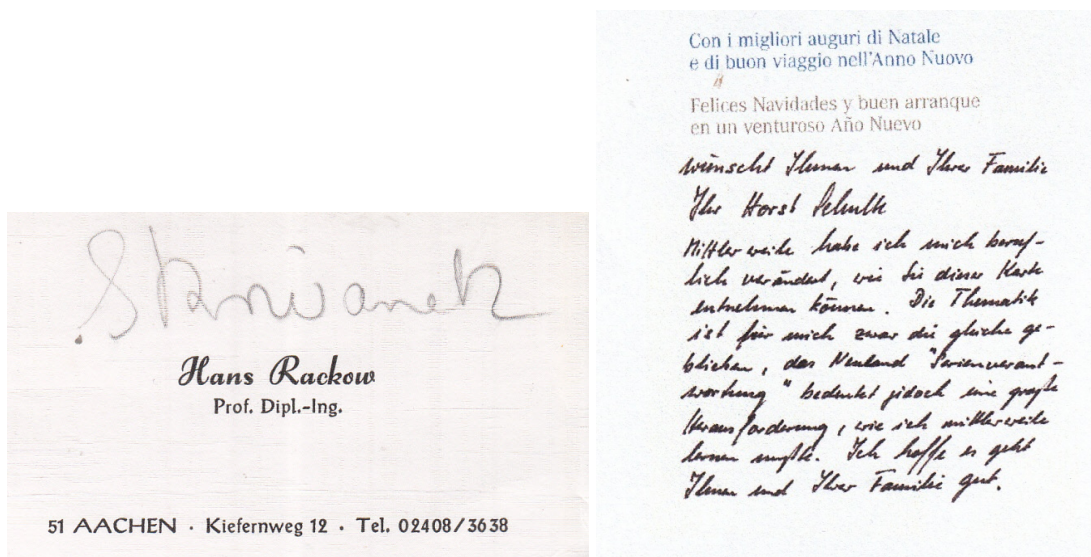 Skriwanek
Hans Rackow
Prof. Dipl.-Ing.
51 AACHEN · Kiefernweg 12 · Tel. 02408/3638
Con i migliori auguri di Natale
e di buon viaggio nell'Anno Nuovo
Felices Navidades y buen arranque
en un venturoso Año Nuevo
wünscht Ihnen und Ihrer Familie
Ihr Horst Schulte
Mittlerweile habe ich mich beruf-
lich verändert, wie Sie dieser Karte
entnehmen können. Die Thematik
ist für mich zwar die gleiche ge-
blieben, das Neuland "Serienverant-
wortung" bedeutet jedoch eine große
Herausforderung, wie ich mittlerweile
lernen mußte. Ich hoffe es geht
Ihnen und Ihrer Familie gut.